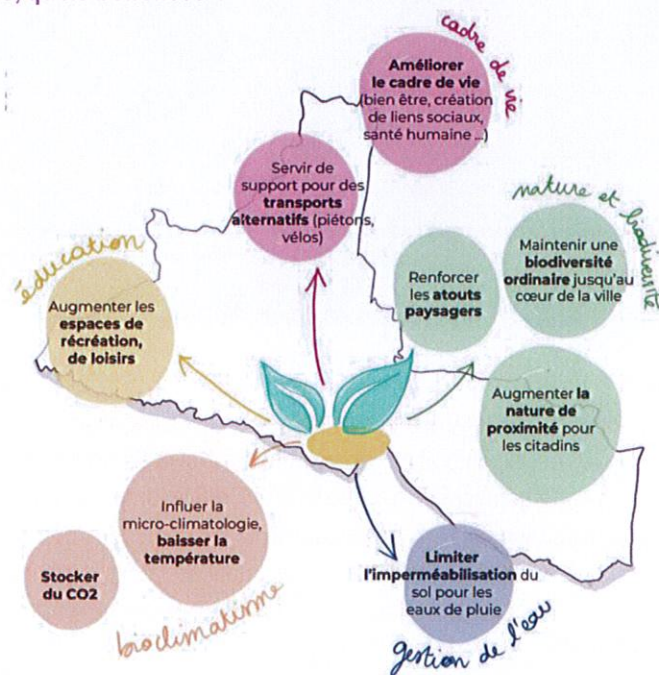 cadre de vie
Améliorer
le cadre de vie
(bien être, création
de liens sociaux,
santé humaine ...)
Servir de
support pour des
transports
alternatifs (piétons,
vélos)
nature et biodiversité
Maintenir une
biodiversité
ordinaire jusqu'au
cœur de la ville
Renforcer
les atouts
paysagers
éducation
Augmenter les
espaces de
récréation,
de loisirs
Augmenter la
nature de
proximité pour
les citadins
Influer la
micro-climatologie,
baisser la
température
Stocker
du CO2
bioclimatisme
Limiter
l'imperméabilisation du
sol pour les
eaux de pluie
gestion de l'eau